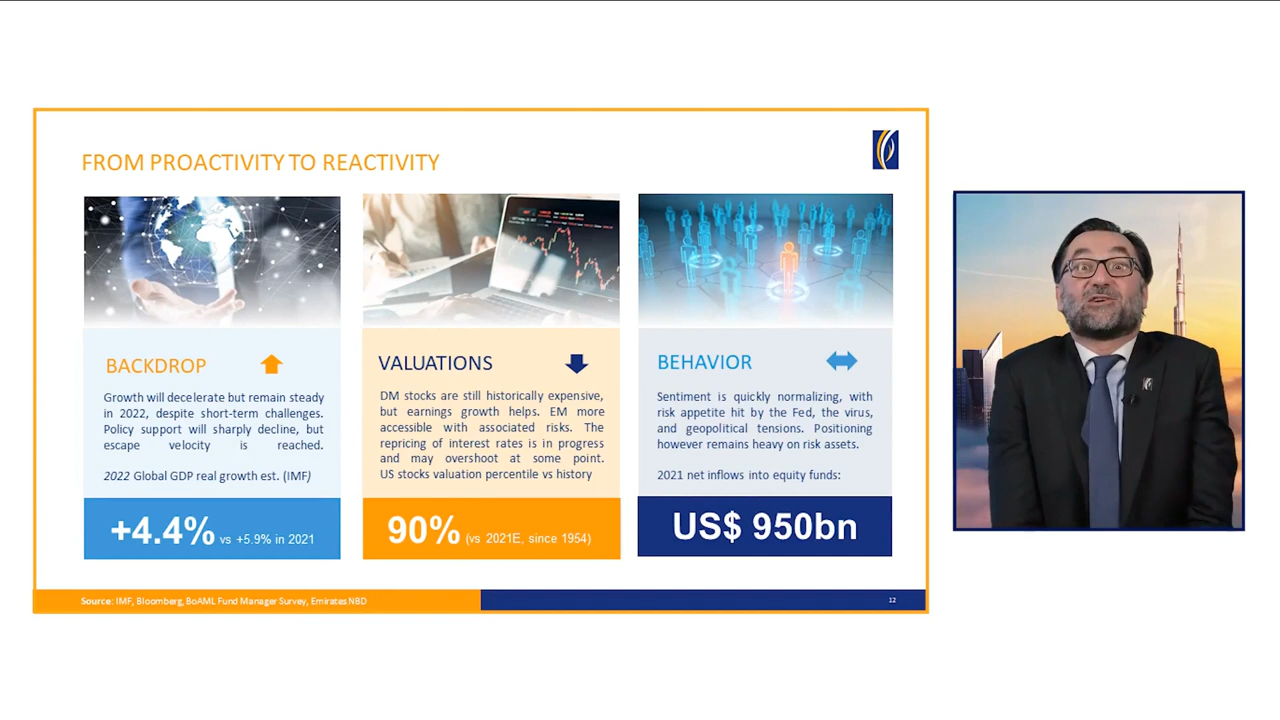 FROM PROACTIVITY TO REACTIVITY
BACKDROP
Growth will decelerate but remain steady
in 2022, despite short-term challenges.
Policy support will sharply decline, but
escape velocity is reached.
2022 Global GDP real growth est. (IMF)
+4.4% vs +5.9% in 2021
VALUATIONS
DM stocks are still historically expensive,
but earnings growth helps. EM more
accessible with associated risks. The
repricing of interest rates is in progress
and may overshoot at some point.
US stocks valuation percentile vs history
90% (vs 2021E, since 1954)
BEHAVIOR
Sentiment is quickly normalizing, with
risk appetite hit by the Fed, the virus,
and geopolitical tensions. Positioning
however remains heavy on risk assets.
2021 net inflows into equity funds:
US$ 950bn
Source: IMF, Bloomberg, BoAML Fund Manager Survey, Emirates NBD
12